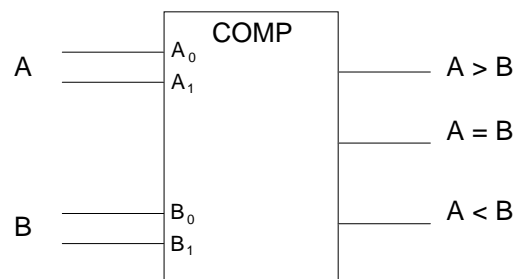 COMP
A
A₀
A₁
B
B₀
B₁
A > B
A = B
A < B